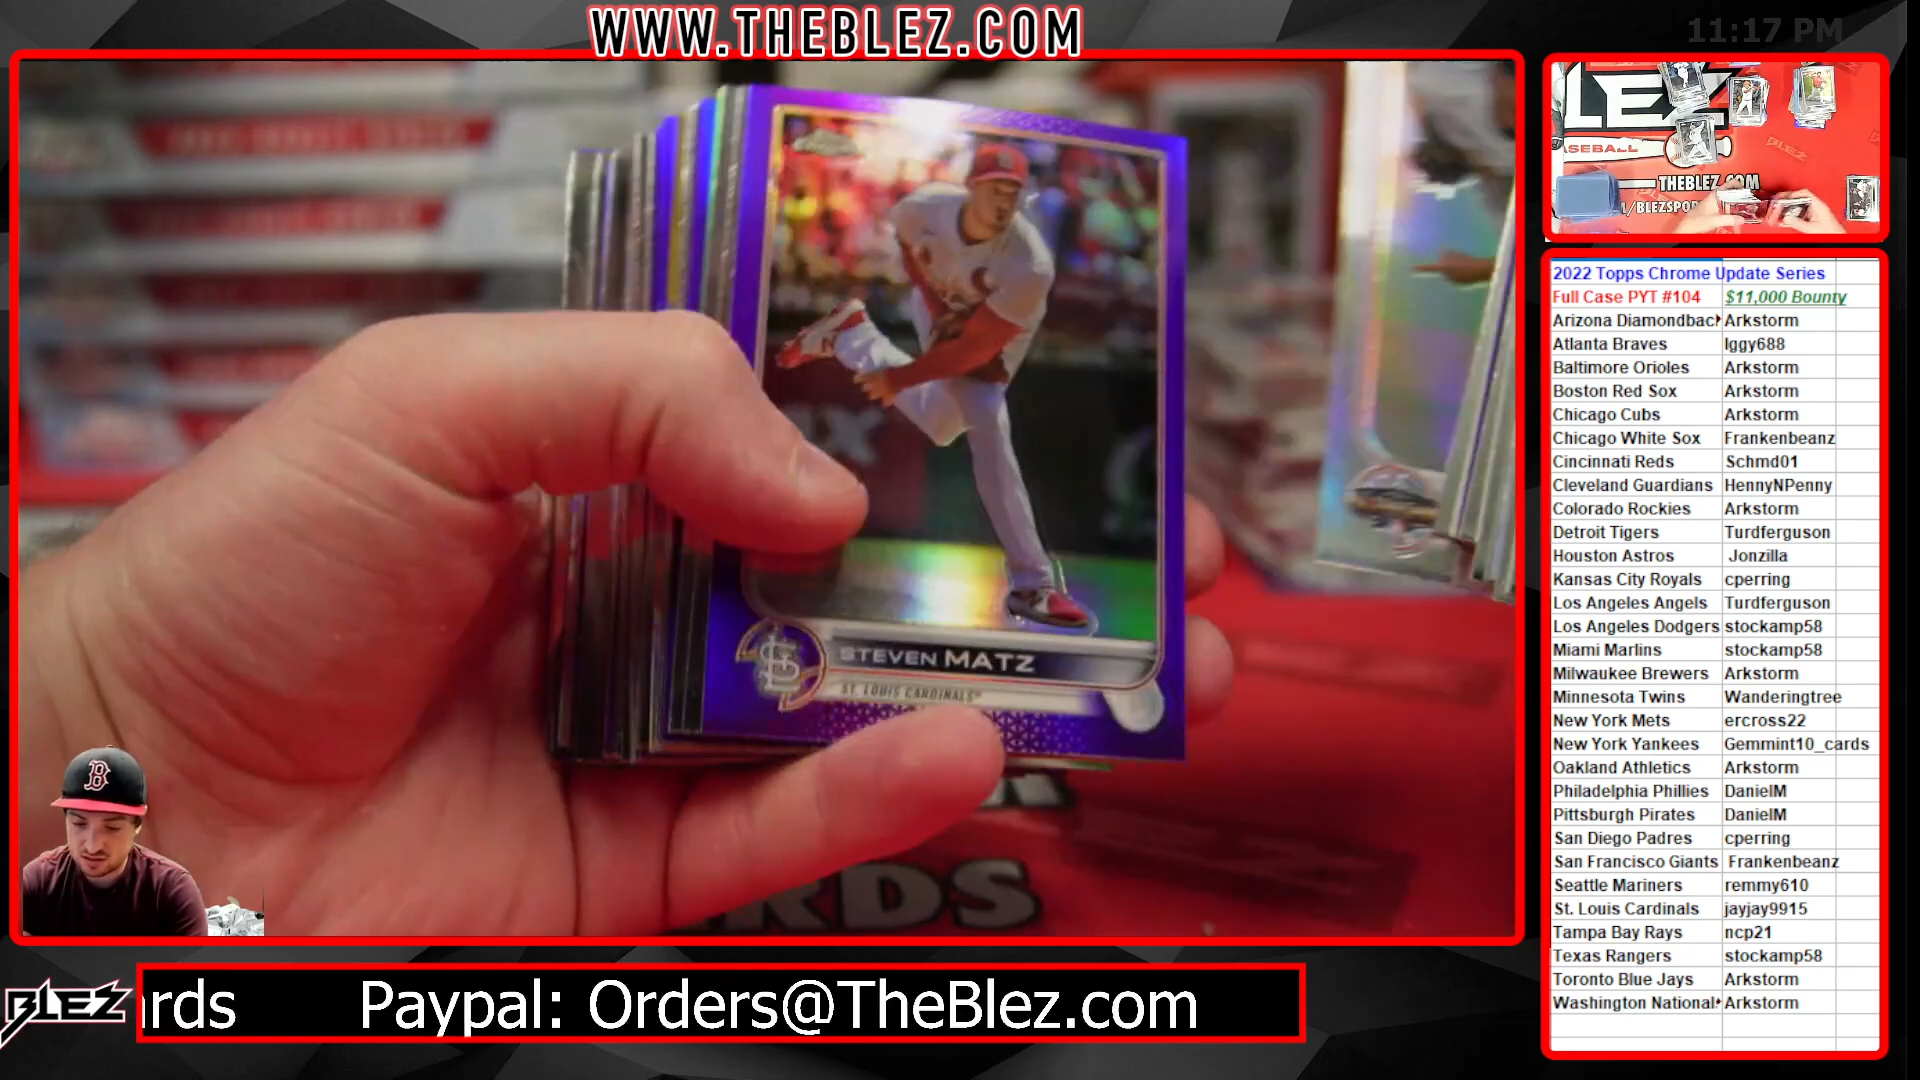 WWW.THEBLEZ.COM
11:17 PM
LEZ
ASEBALL
BLEZ
THEBLEZ.COM
L/BLEZSPOR
2022 Topps Chrome Update Series
Full Case PYT #104 $11,000 Bounty
Arizona Diamondbac Arkstorm
Atlanta Braves Iggy688
Baltimore Orioles Arkstorm
Boston Red Sox Arkstorm
Chicago Cubs Arkstorm
Chicago White Sox Frankenbeanz
Cincinnati Reds Schmd01
Cleveland Guardians HennyNPenny
Colorado Rockies Arkstorm
Detroit Tigers Turdferguson
Houston Astros Jonzilla
Kansas City Royals cperring
Los Angeles Angels Turdferguson
Los Angeles Dodgers stockamp58
Miami Marlins stockamp58
Milwaukee Brewers Arkstorm
Minnesota Twins Wanderingtree
New York Mets ercross22
New York Yankees Gemmint10_cards
Oakland Athletics Arkstorm
Philadelphia Phillies DanielM
Pittsburgh Pirates DanielM
San Diego Padres cperring
San Francisco Giants Frankenbeanz
Seattle Mariners remmy610
St. Louis Cardinals jayjay9915
Tampa Bay Rays ncp21
Texas Rangers stockamp58
Toronto Blue Jays Arkstorm
Washington National Arkstorm
STEVEN MATZ
ST. LOUIS CARDINALS
RDS
B
BLEZ
rds Paypal: Orders@TheBlez.com